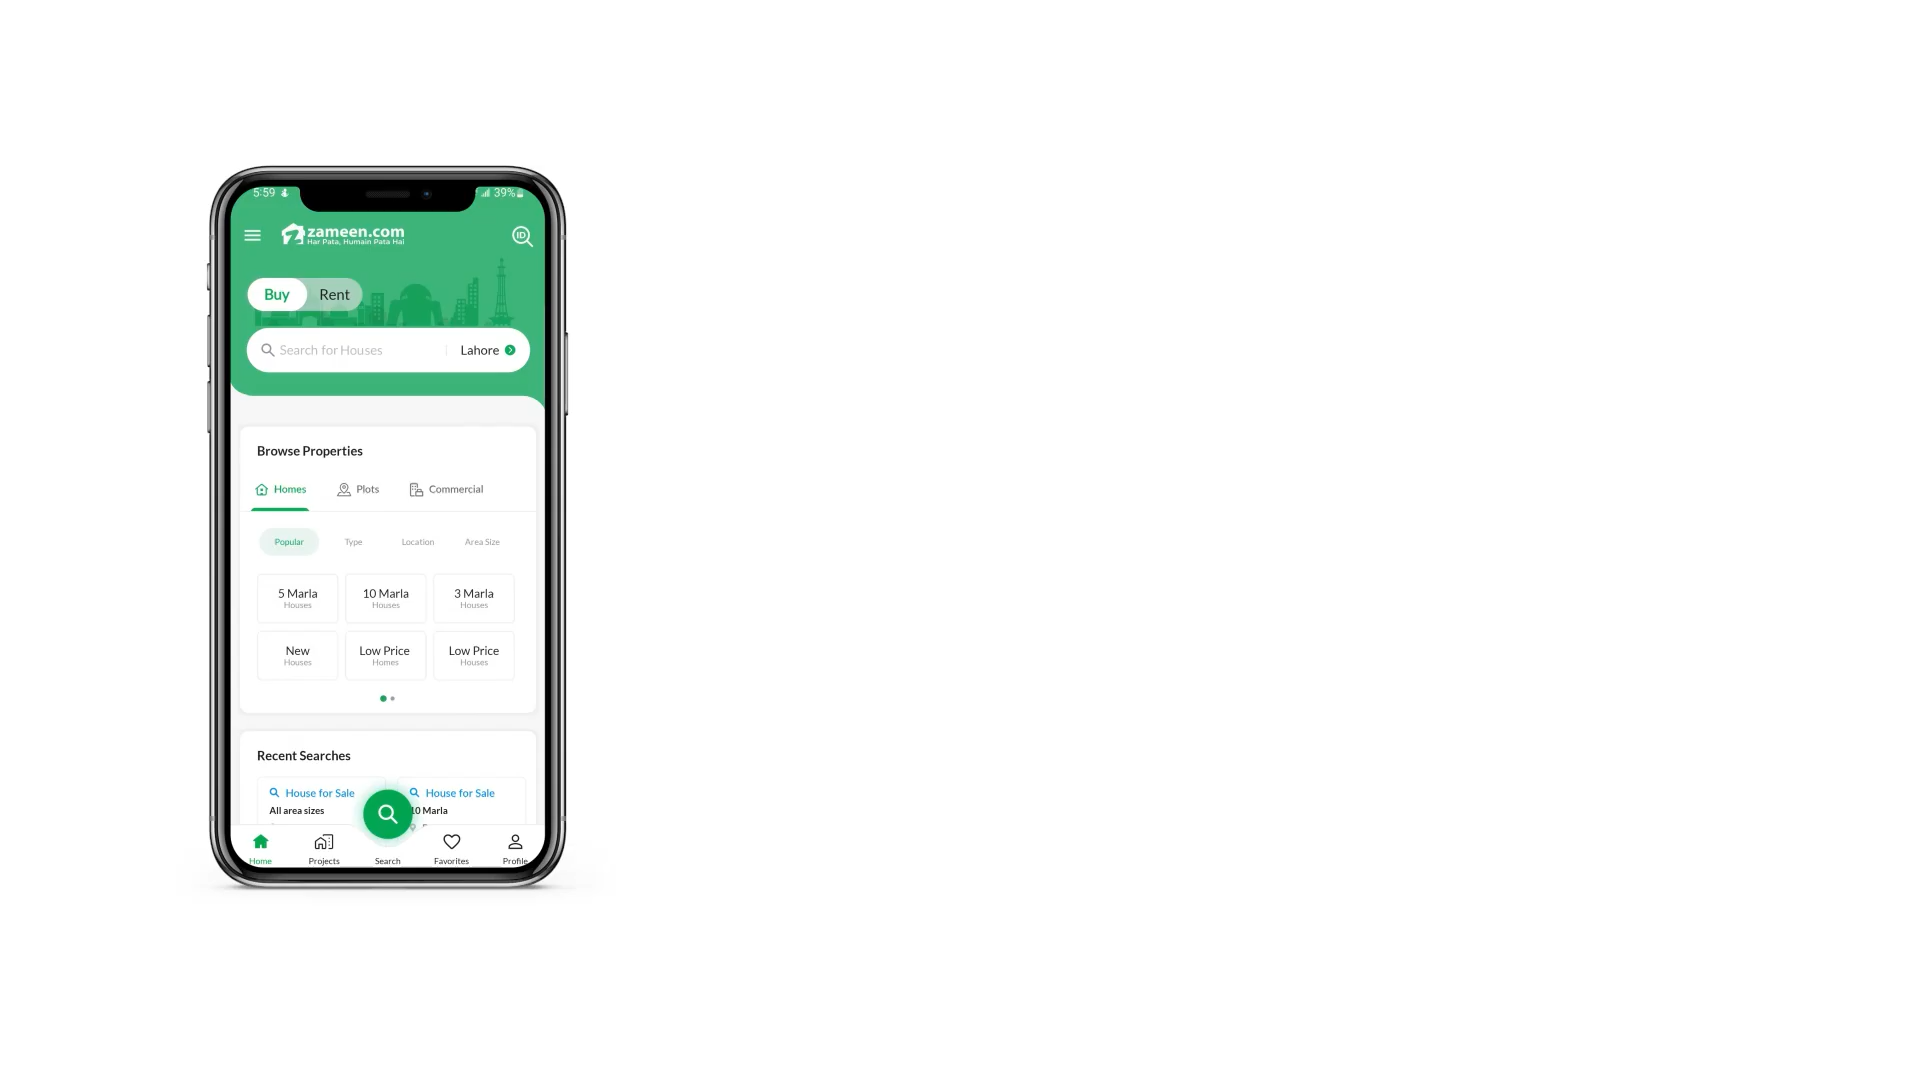 5:59
39%
zameen.com
Har Pata, Humain Pata Hai
ID
Buy Rent
Search for Houses Lahore
Browse Properties
Homes Plots Commercial
Popular Type Location Area Size
5 Marla 10 Marla 3 Marla
Houses Houses Houses
New Low Price Low Price
Houses Homes Houses
Recent Searches
House for Sale House for Sale
All area sizes 10 Marla
Home Projects Search Favorites Profile